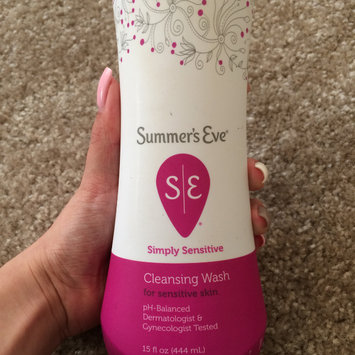 Summer's Eve®
S|E
®
Simply Sensitive
Cleansing Wash
for sensitive skin.
pH-Balanced
Dermatologist &
Gynecologist Tested
15 fl oz (444 mL)